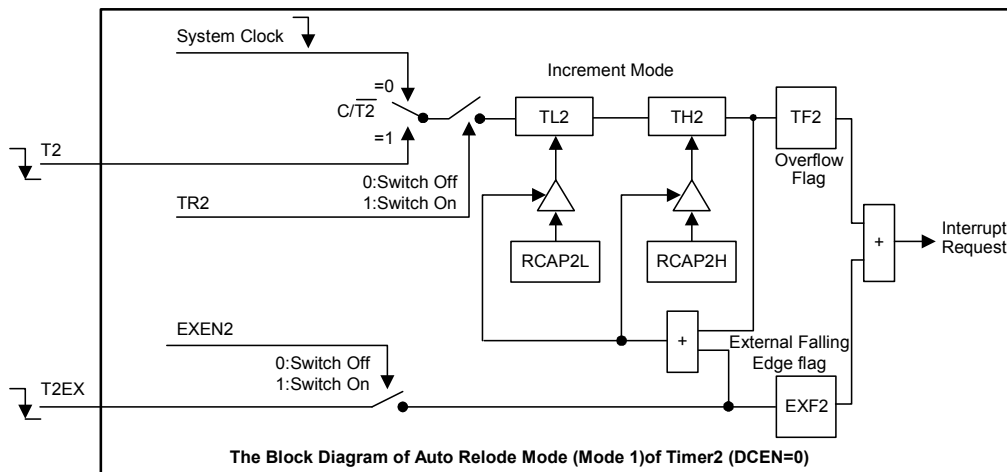 System Clock
Increment Mode
=0
C/T2
=1
TL2
TH2
TF2
T2
Overflow
Flag
0:Switch Off
1:Switch On
TR2
+
Interrupt
Request
RCAP2L
RCAP2H
EXEN2
+
External Falling
Edge flag
0:Switch Off
1:Switch On
T2EX
EXF2
The Block Diagram of Auto Relode Mode (Mode 1)of Timer2 (DCEN=0)